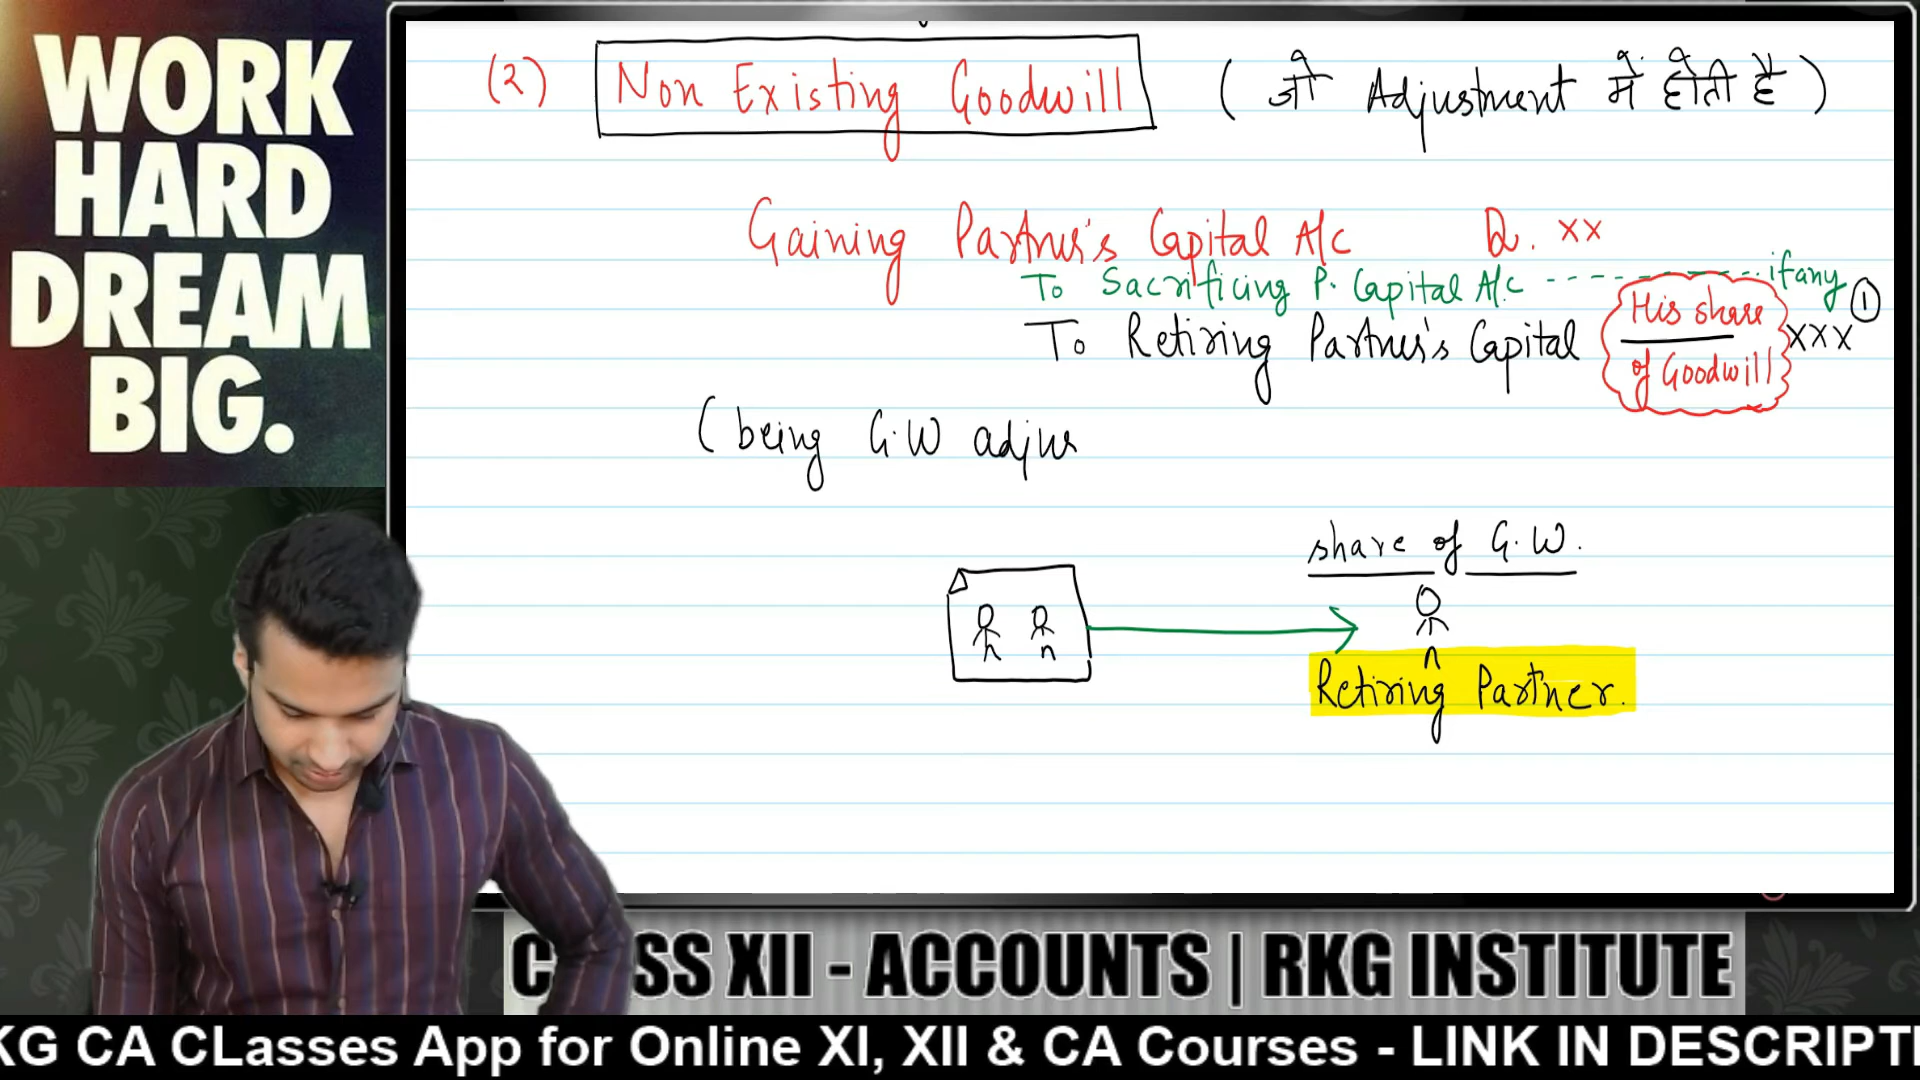 WORK
HARD
DREAM
BIG.
(2) Non Existing Goodwill ( जो Adjustment में होती है )
Gaining Partner's Capital A/c D. xx
To Sacrificing P. Capital A/c ---------- if any
To Retiring Partner's Capital His share of Goodwill xxx ①
(being G.W adjus
share of G.W.
Retiring Partner.
SS XII - ACCOUNTS | RKG INSTITUTE
KG CA CLasses App for Online XI, XII & CA Courses - LINK IN DESCRIPTI